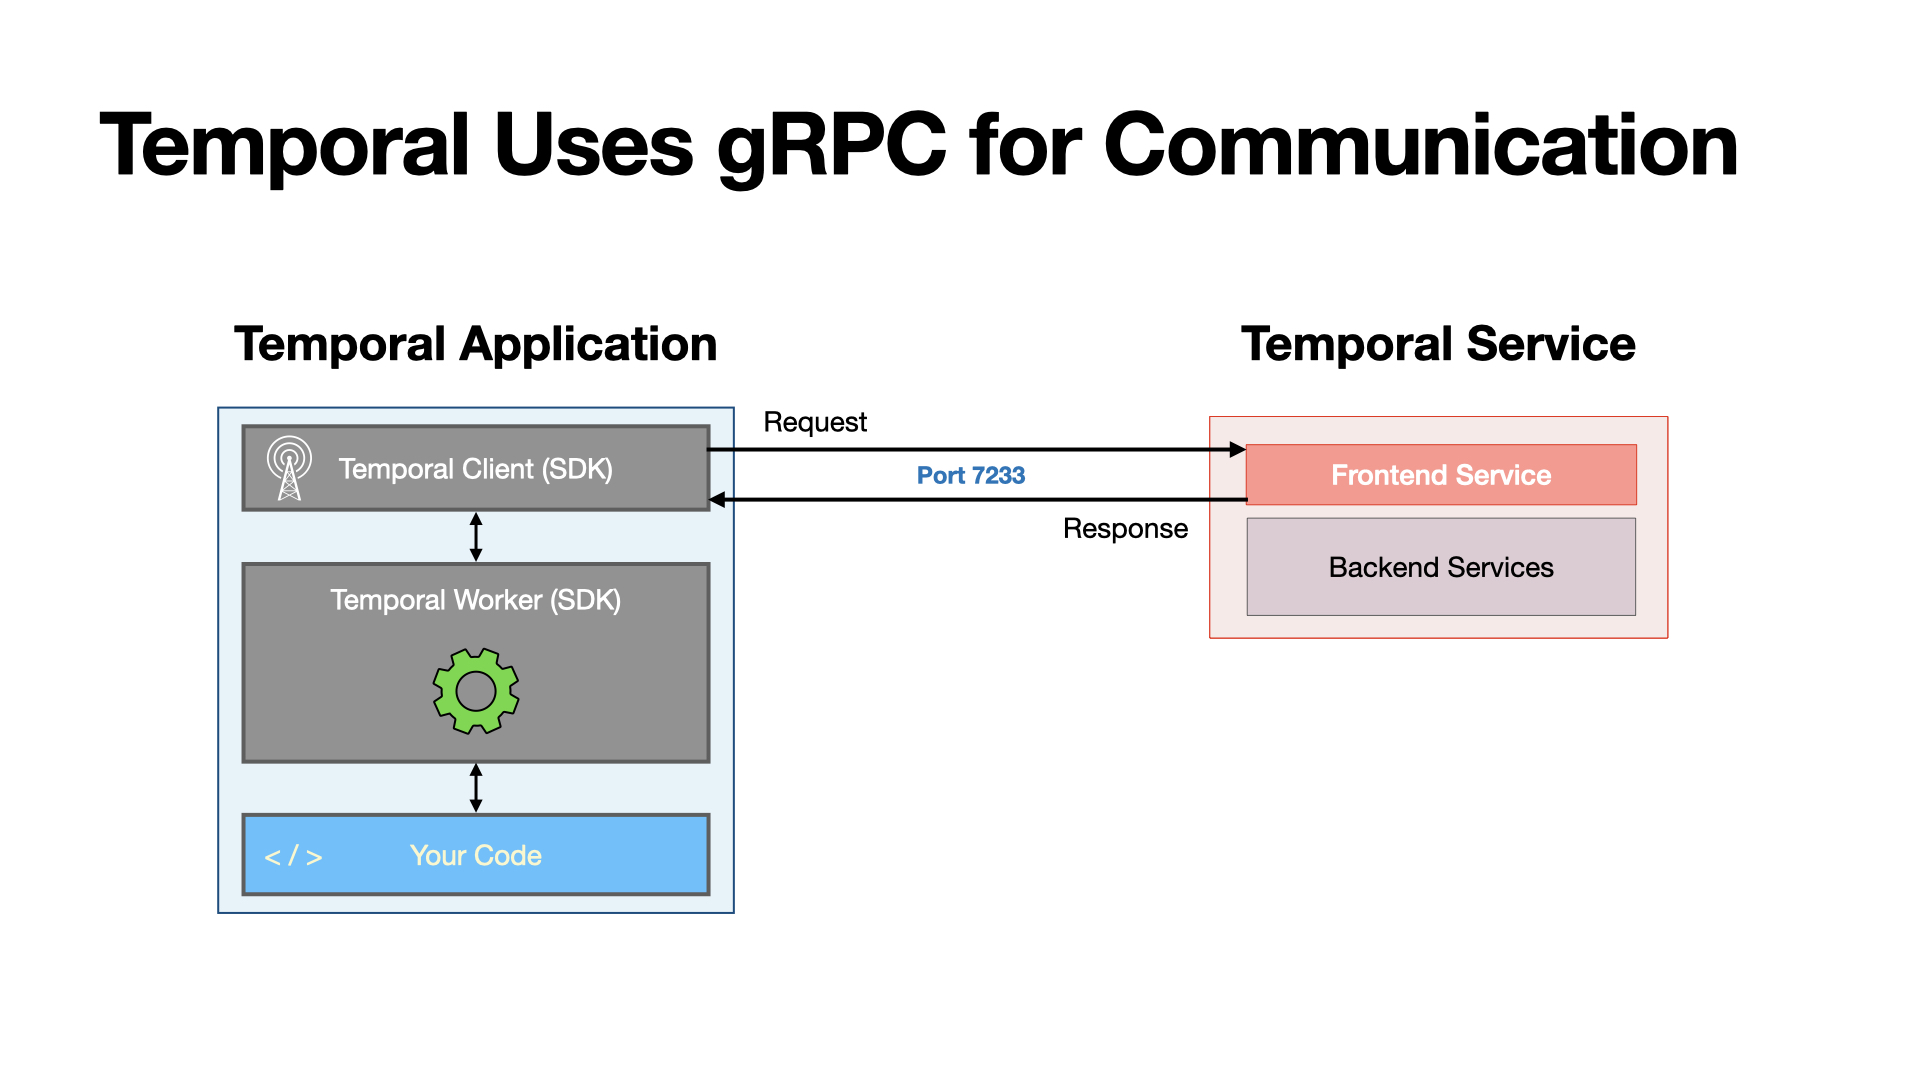 Temporal Uses gRPC for Communication
Temporal Application
Temporal Client (SDK)
Temporal Worker (SDK)
</> Your Code
Request
Port 7233
Response
Temporal Service
Frontend Service
Backend Services